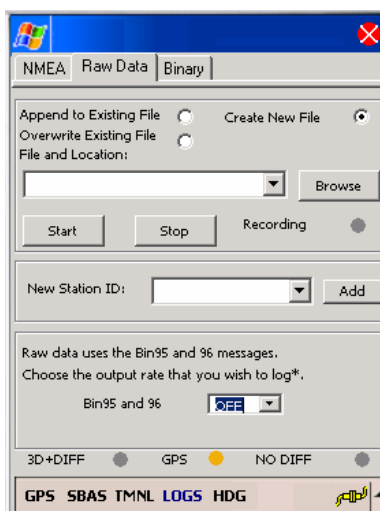 NMEA Raw Data Binary
Append to Existing File Create New File
Overwrite Existing File
File and Location:
Browse
Start Stop Recording
New Station ID: Add
Raw data uses the Bin95 and 96 messages.
Choose the output rate that you wish to log*.
Bin95 and 96 OFF
3D+DIFF GPS NO DIFF
GPS SBAS TMNL LOGS HDG